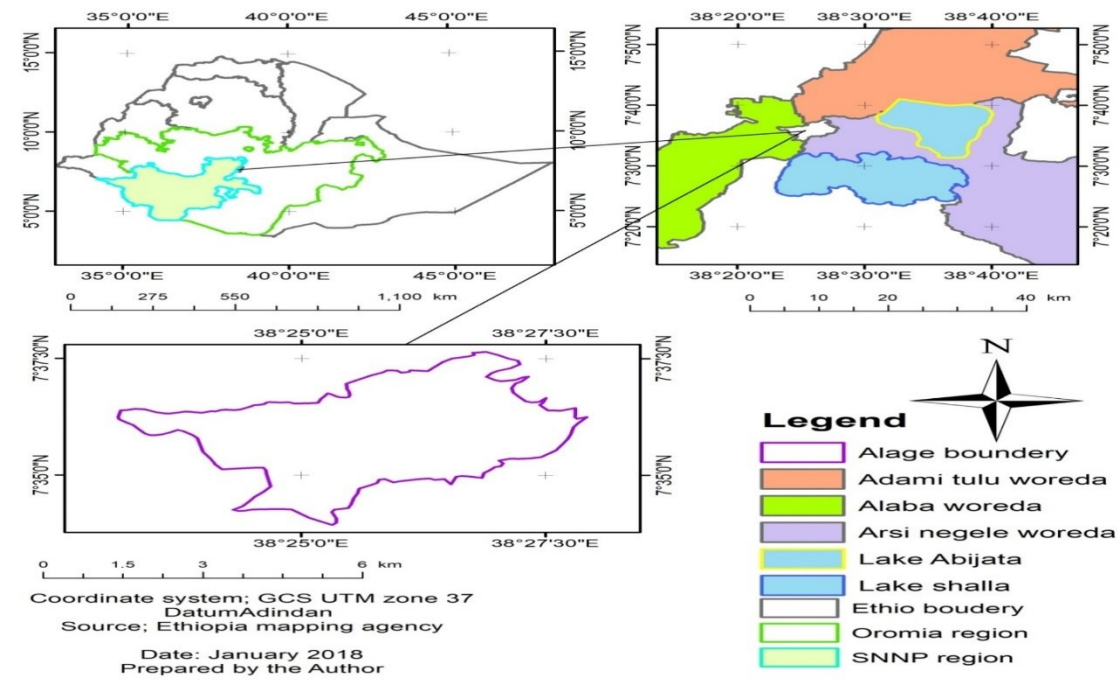 35°0'0"E 40°0'0"E 45°0'0"E
15°0'0"N 10°0'0"N 5°0'0"N
15°0'0"N 10°0'0"N 5°0'0"N
35°0'0"E 40°0'0"E 45°0'0"E
0 275 550 1,100 km
38°20'0"E 38°30'0"E 38°40'0"E
7°50'0"N 7°40'0"N 7°30'0"N 7°20'0"N
7°50'0"N 7°40'0"N 7°30'0"N 7°20'0"N
38°20'0"E 38°30'0"E 38°40'0"E
0 10 20 40 km
38°25'0"E 38°27'30"E
7°37'30"N 7°35'0"N
7°37'30"N 7°35'0"N
38°25'0"E 38°27'30"E
0 1.5 3 6 km
Coordinate system; GCS UTM zone 37
DatumAdindan
Source; Ethiopia mapping agency
Date: January 2018
Prepared by the Author
N
Legend
Alage boundery
Adami tulu woreda
Alaba woreda
Arsi negele woreda
Lake Abijata
Lake shalla
Ethio boudery
Oromia region
SNNP region